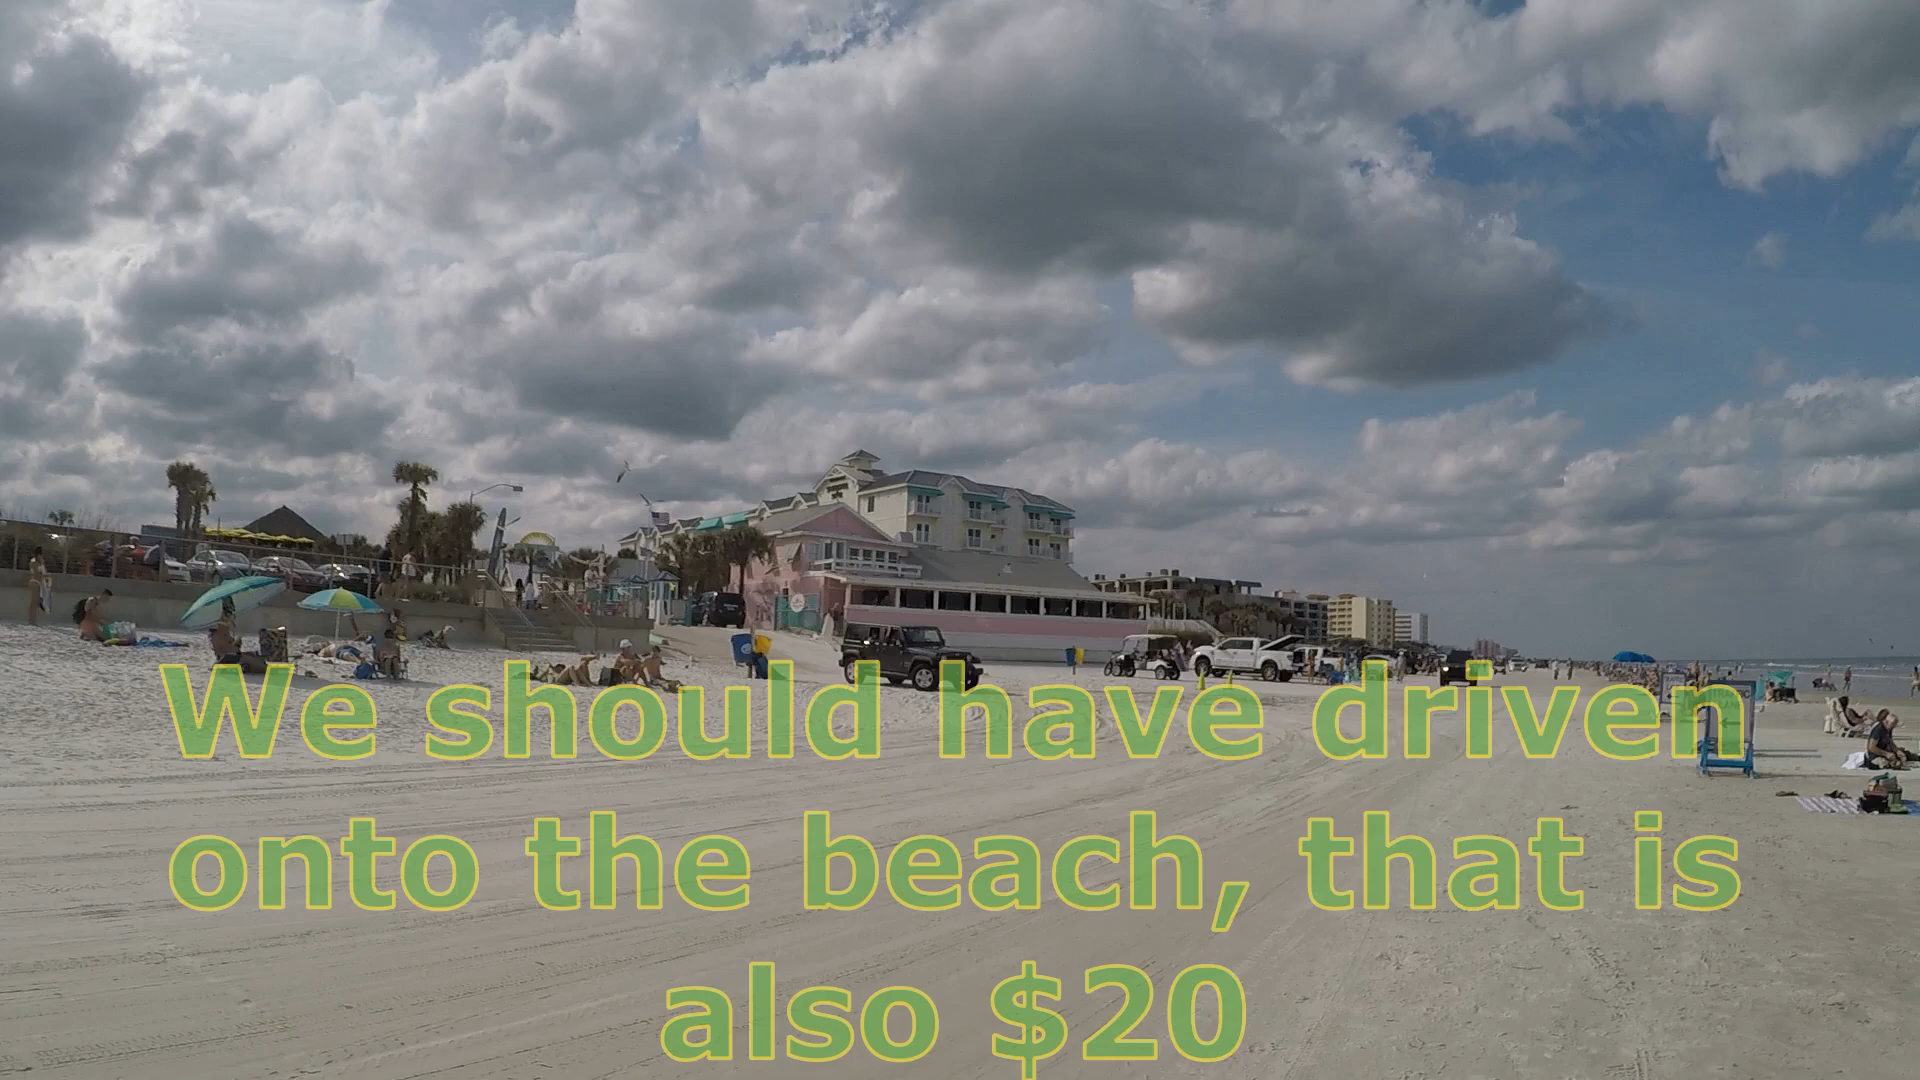 We should have driven
onto the beach, that is
also $20